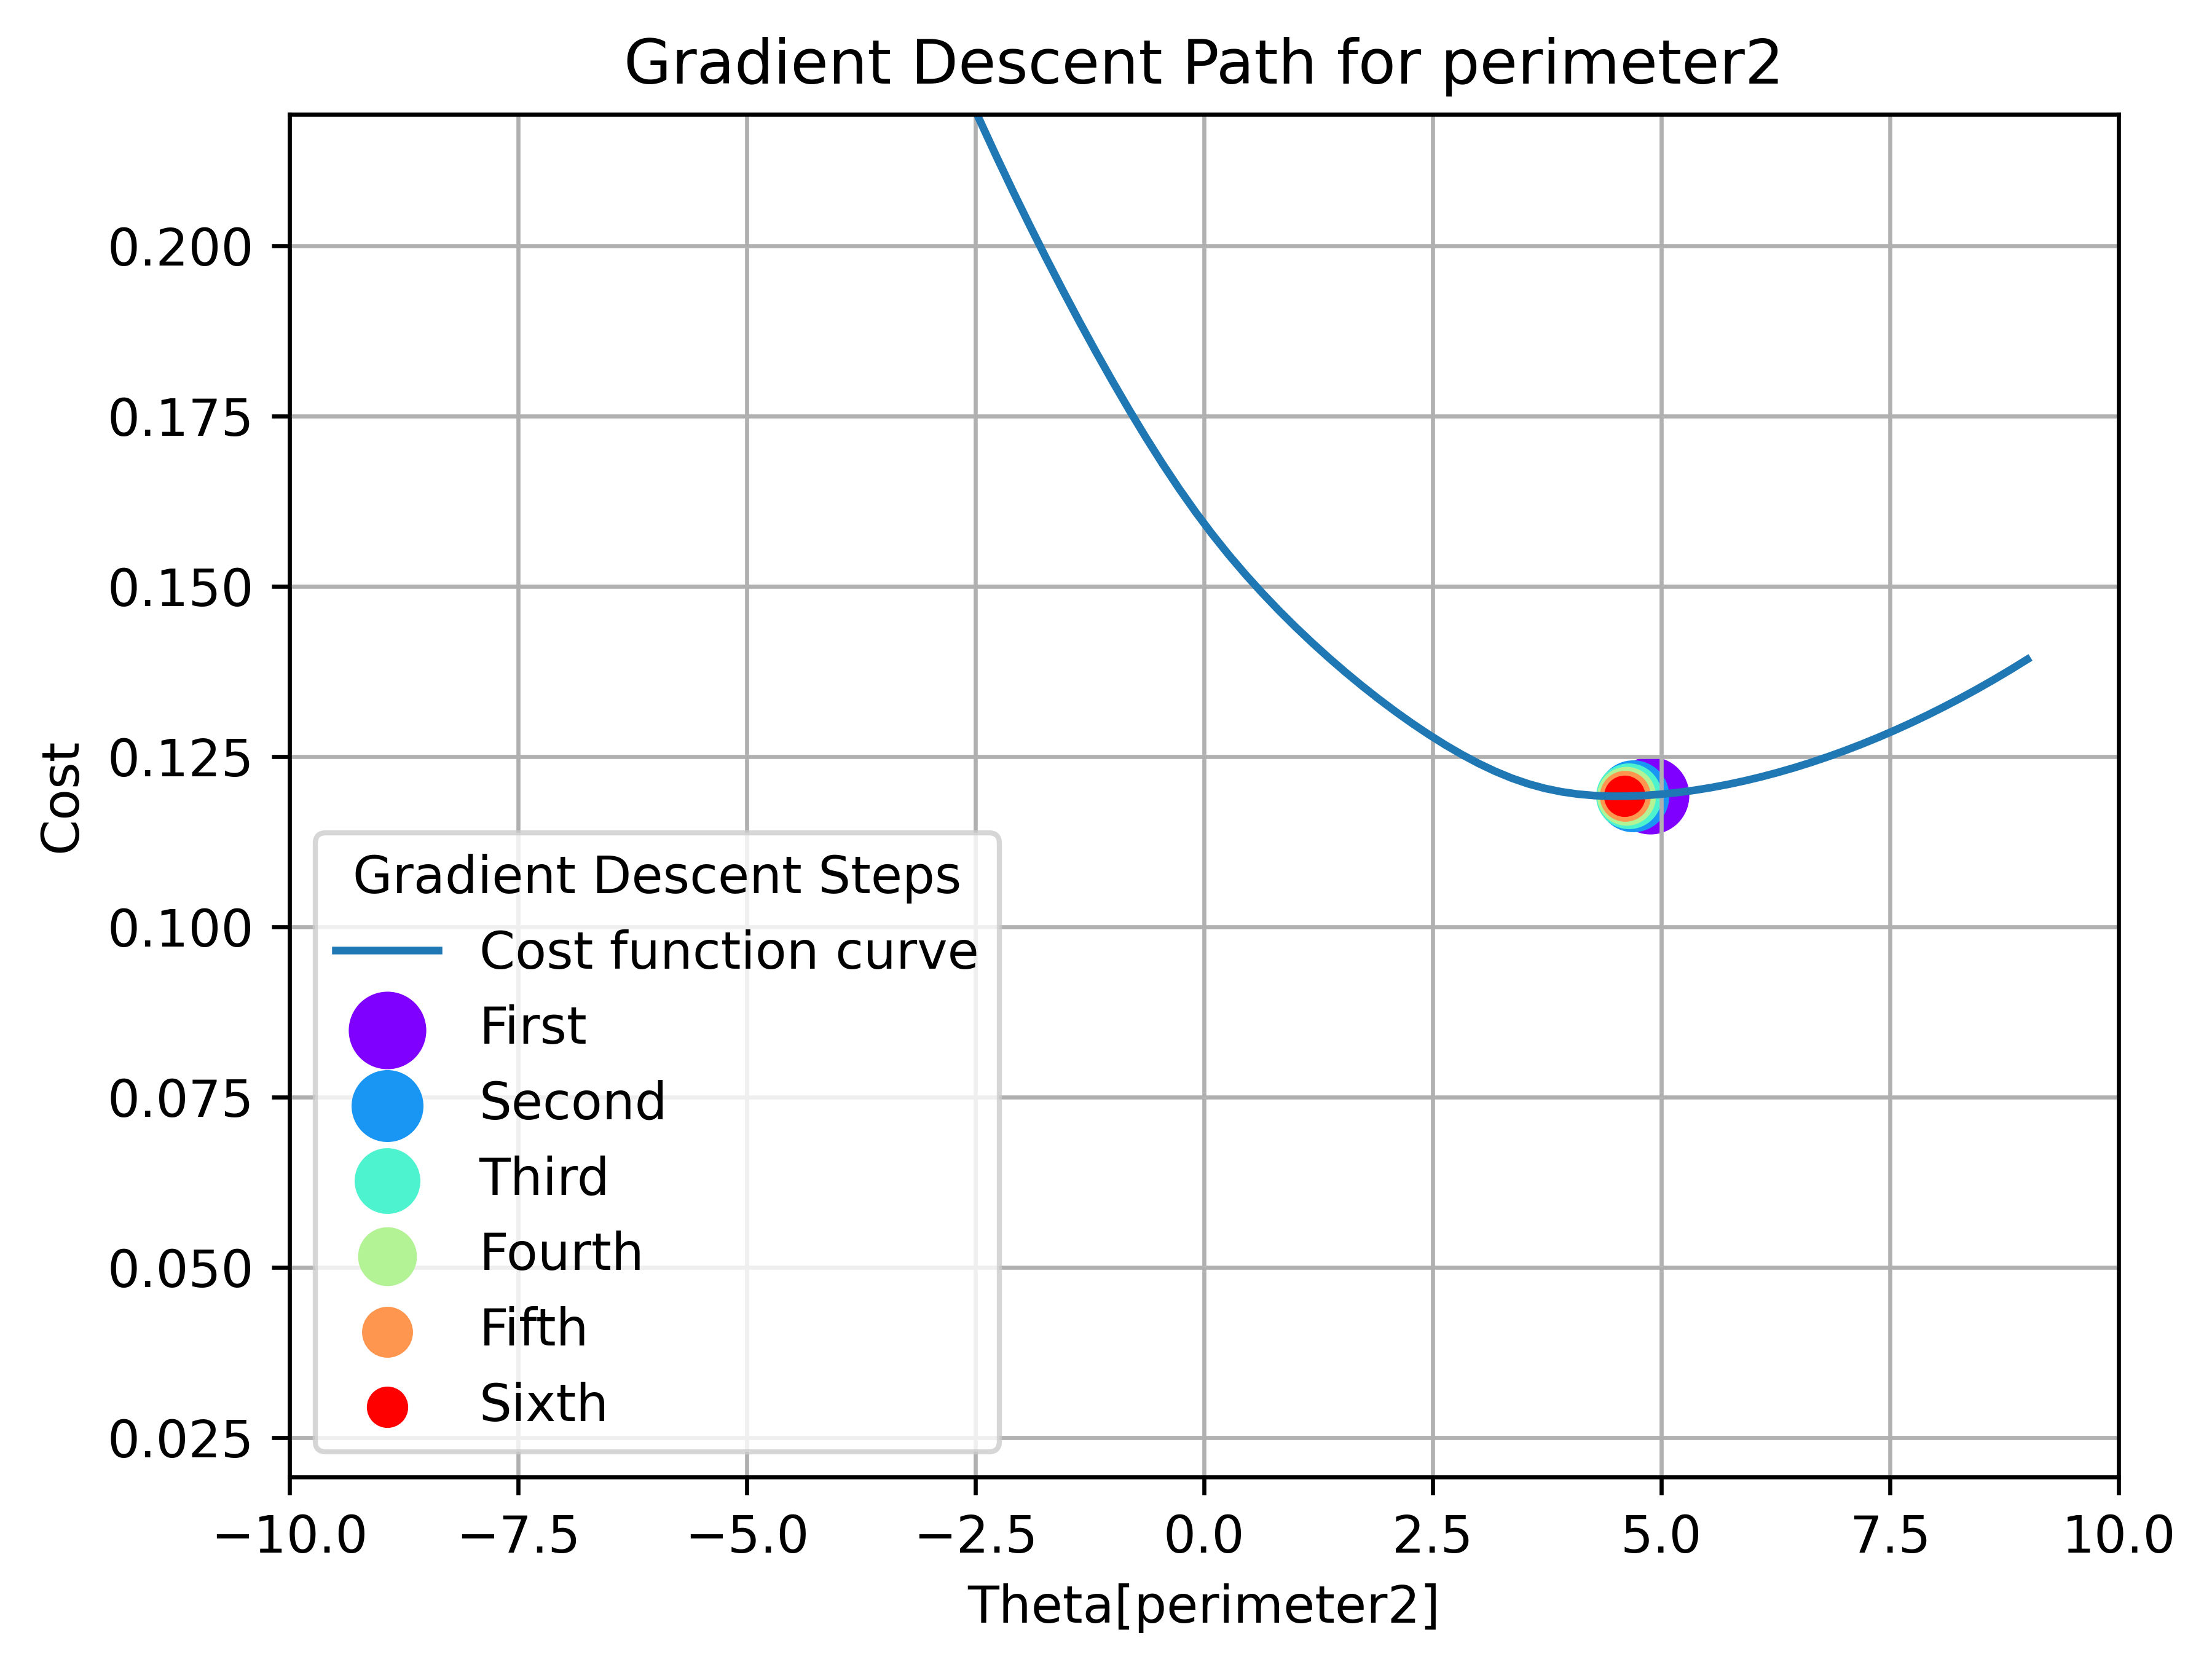 Gradient Descent Path for perimeter2
0.200
0.175
0.150
0.125
0.100
0.075
0.050
0.025
Cost
Gradient Descent Steps
Cost function curve
First
Second
Third
Fourth
Fifth
Sixth
−10.0 −7.5 −5.0 −2.5 0.0 2.5 5.0 7.5 10.0
Theta[perimeter2]